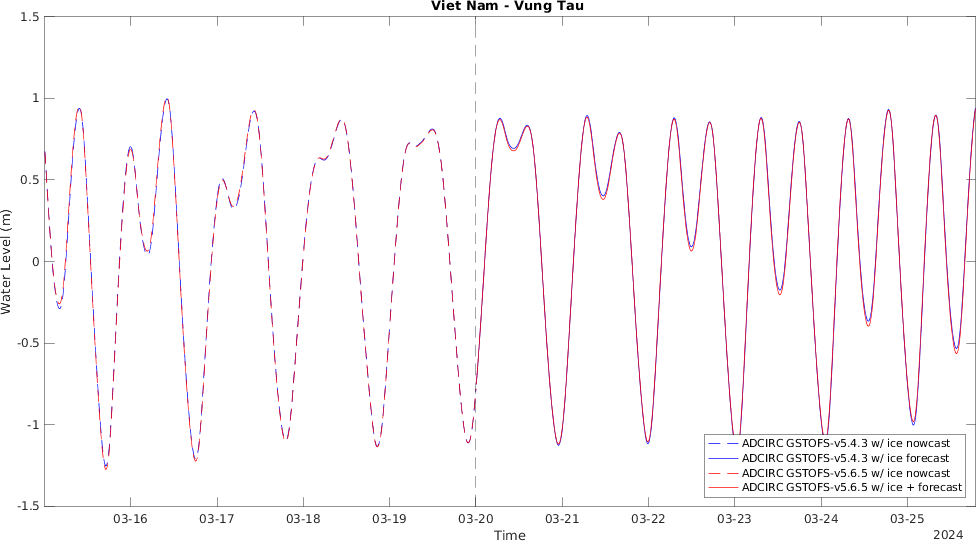 Viet Nam - Vung Tau
Water Level (m)
1.5
1
0.5
0
-0.5
-1
-1.5
03-16
03-17
03-18
03-19
03-20
03-21
03-22
03-23
03-24
03-25
Time
2024
ADCIRC GSTOFS-v5.4.3 w/ ice nowcast
ADCIRC GSTOFS-v5.4.3 w/ ice forecast
ADCIRC GSTOFS-v5.6.5 w/ ice nowcast
ADCIRC GSTOFS-v5.6.5 w/ ice + forecast